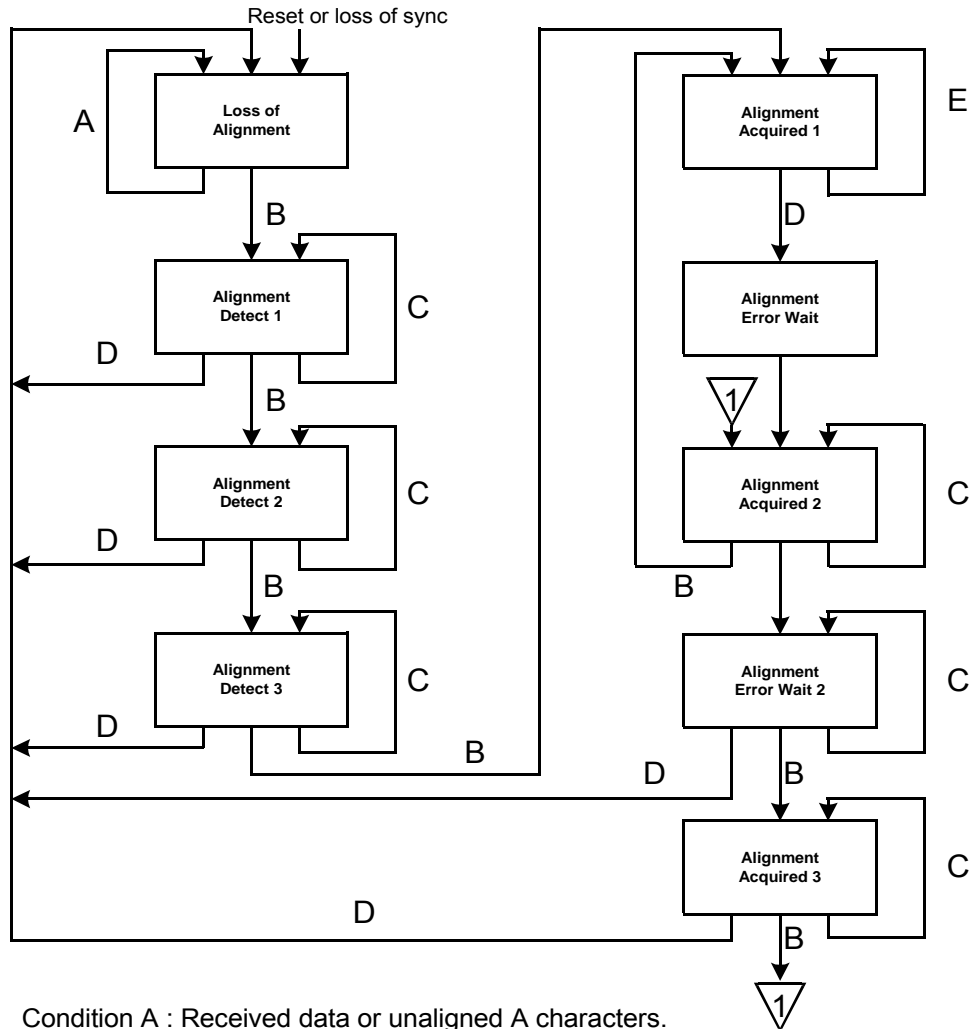 Reset or loss of sync
A
Loss of
Alignment
B
Alignment
Detect 1
C
D
B
Alignment
Detect 2
C
D
B
Alignment
Detect 3
C
D
B
Alignment
Acquired 1
E
D
Alignment
Error Wait
1
Alignment
Acquired 2
C
B
Alignment
Error Wait 2
C
D
B
Alignment
Acquired 3
C
D
B
1
Condition A : Received data or unaligned A characters.